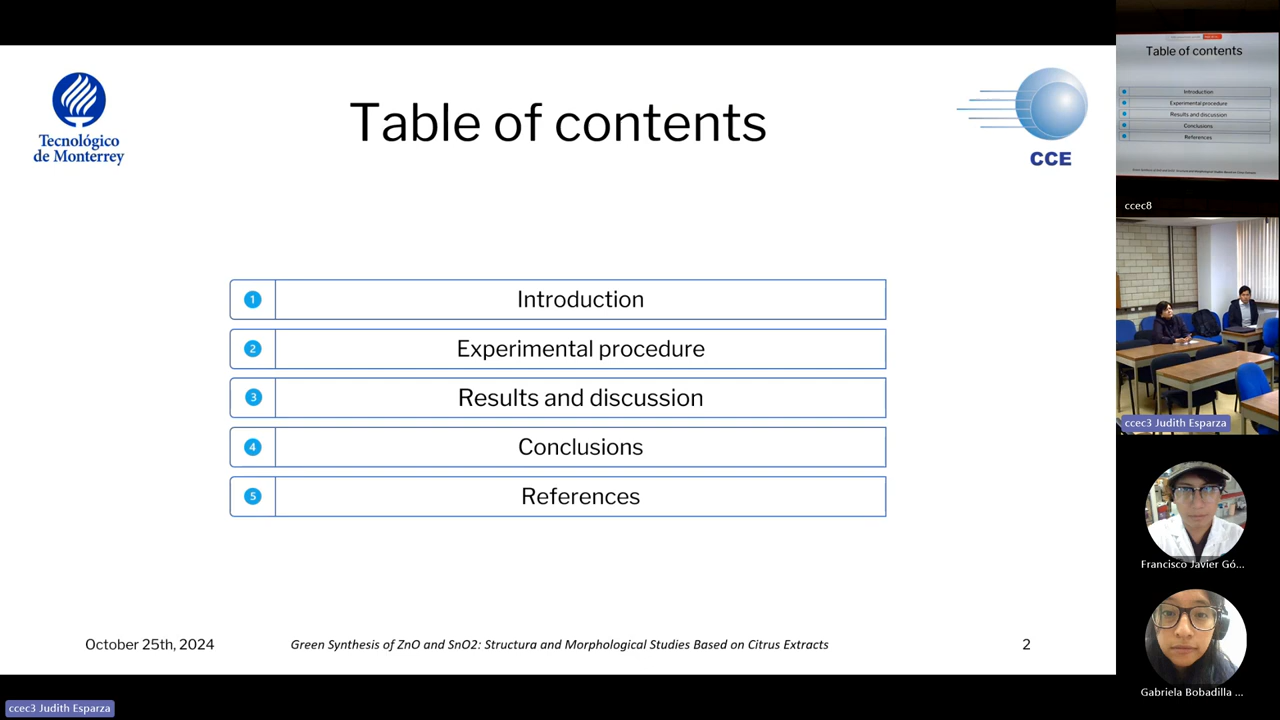 Tecnológico
de Monterrey
Table of contents
CCE
1 Introduction
2 Experimental procedure
3 Results and discussion
4 Conclusions
5 References
October 25th, 2024
Green Synthesis of ZnO and SnO2: Structura and Morphological Studies Based on Citrus Extracts
2
ccec3 Judith Esparza
Table of contents
Introduction
Experimental procedure
Results and discussion
Conclusions
References
ccec8
ccec3 Judith Esparza
Francisco Javier Gó...
Gabriela Bobadilla ...